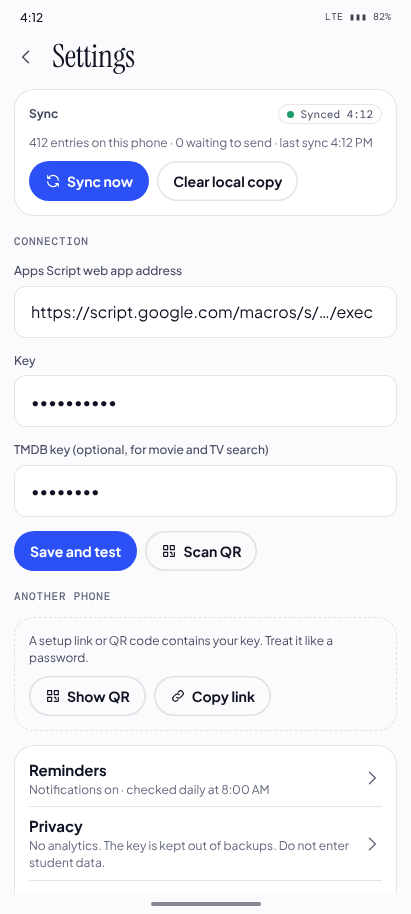 4:12
LTE 82%
Settings
Sync
Synced 4:12
412 entries on this phone · 0 waiting to send · last sync 4:12 PM
Sync now
Clear local copy
CONNECTION
Apps Script web app address
https://script.google.com/macros/s/…/exec
Key
••••••••••
TMDB key (optional, for movie and TV search)
••••••••
Save and test
Scan QR
ANOTHER PHONE
A setup link or QR code contains your key. Treat it like a
password.
Show QR
Copy link
Reminders
Notifications on · checked daily at 8:00 AM
Privacy
No analytics. The key is kept out of backups. Do not enter
student data.